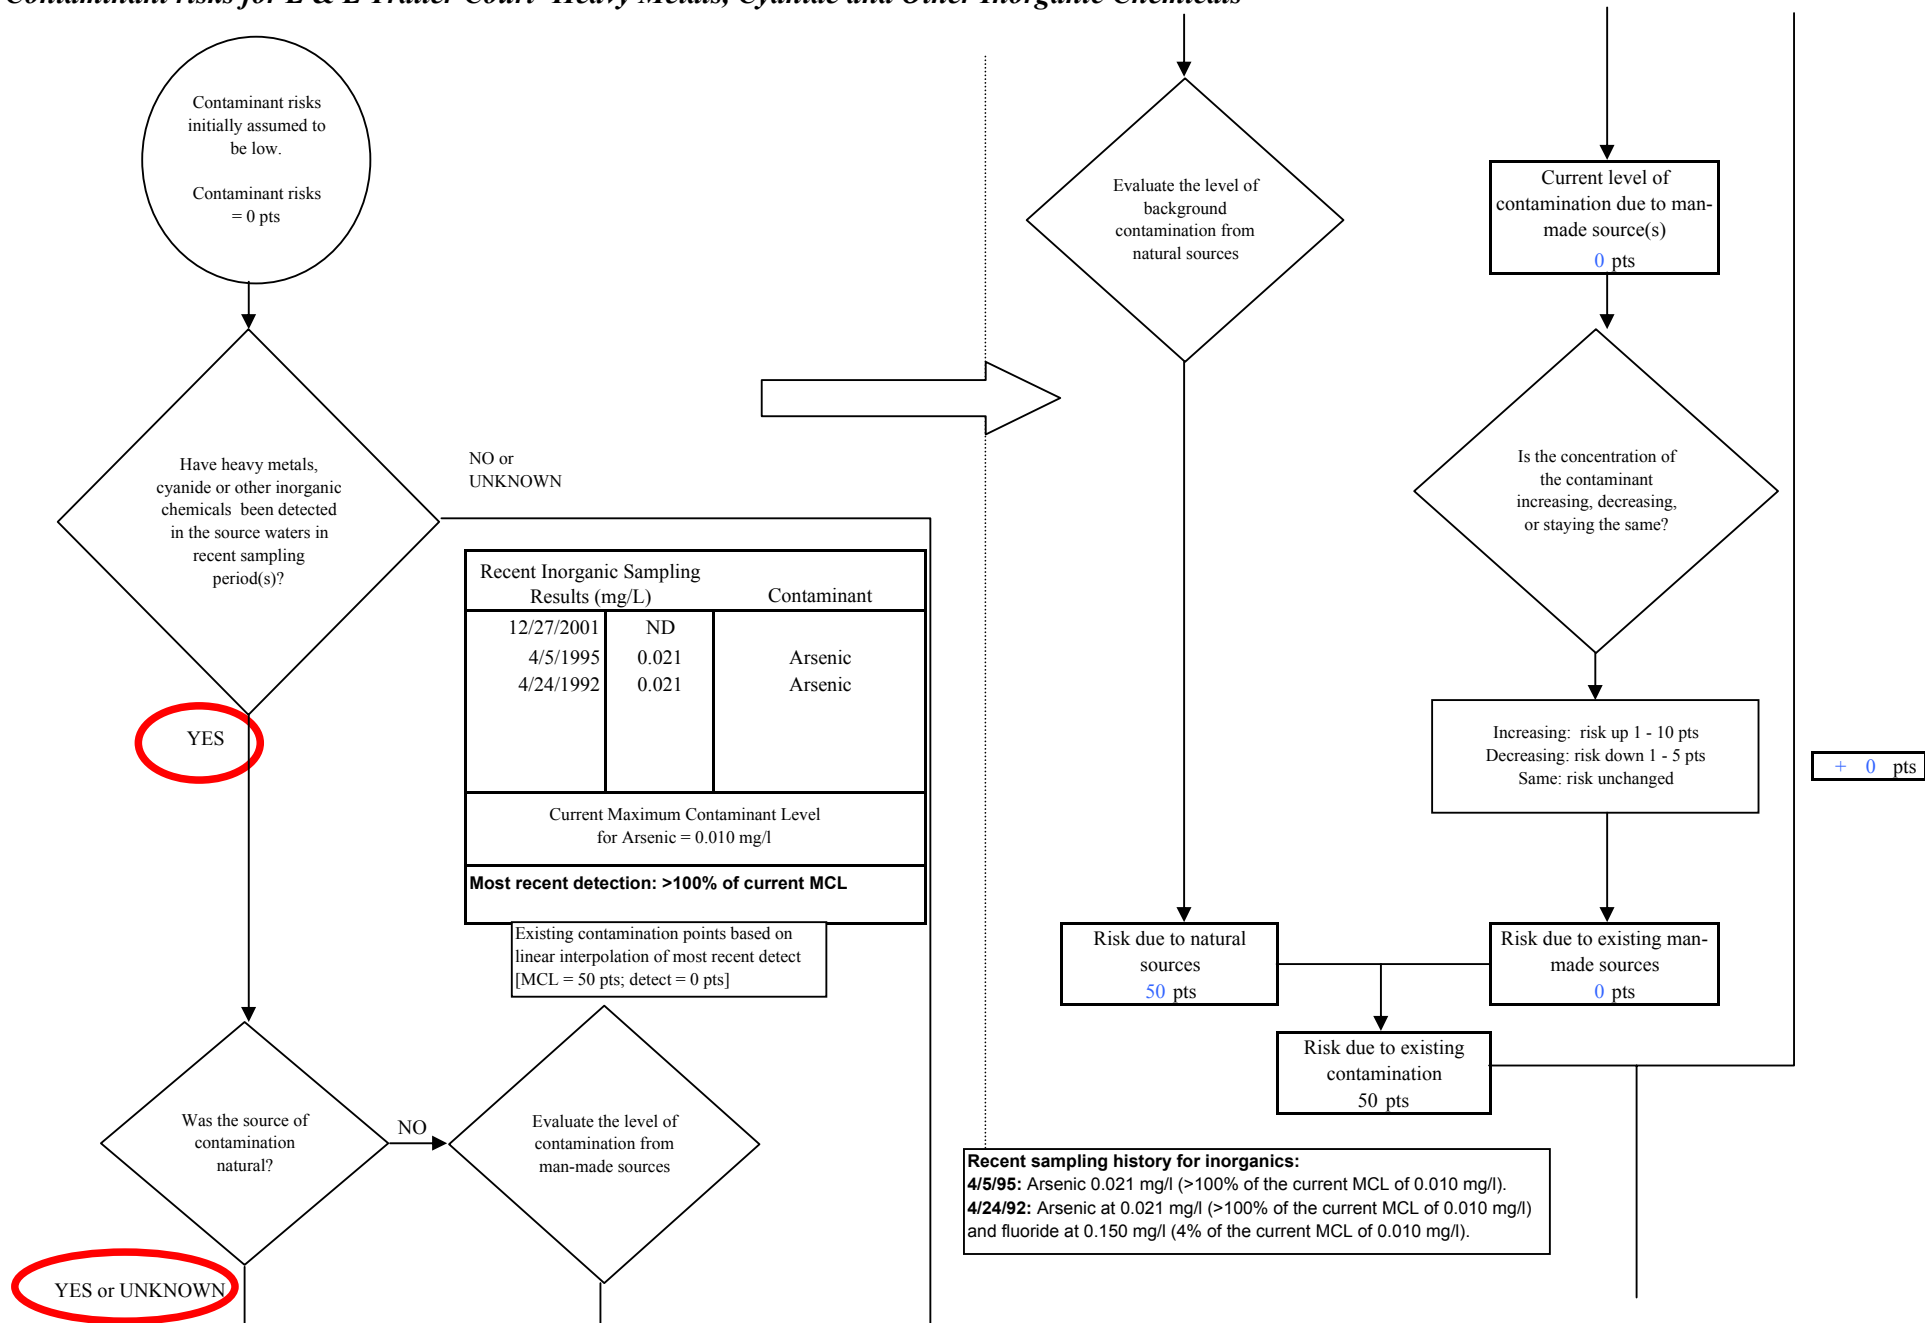 Contaminant risks
initially assumed to
be low.
Contaminant risks
= 0 pts
Have heavy metals,
cyanide or other inorganic
chemicals been detected
in the source waters in
recent sampling
period(s)?
NO or
UNKNOWN
YES
Recent Inorganic Sampling
Results (mg/L) Contaminant
12/27/2001 ND
4/5/1995 0.021 Arsenic
4/24/1992 0.021 Arsenic
Current Maximum Contaminant Level
for Arsenic = 0.010 mg/l
Most recent detection: >100% of current MCL
Existing contamination points based on
linear interpolation of most recent detect
[MCL = 50 pts; detect = 0 pts]
Was the source of
contamination
natural?
NO
Evaluate the level of
contamination from
man-made sources
YES or UNKNOWN
Evaluate the level of
background
contamination from
natural sources
Current level of
contamination due to man-
made source(s)
0 pts
Is the concentration of
the contaminant
increasing, decreasing,
or staying the same?
Increasing: risk up 1 - 10 pts
Decreasing: risk down 1 - 5 pts
Same: risk unchanged
+ 0 pts
Risk due to natural
sources
50 pts
Risk due to existing man-
made sources
0 pts
Risk due to existing
contamination
50 pts
Recent sampling history for inorganics:
4/5/95: Arsenic 0.021 mg/l (>100% of the current MCL of 0.010 mg/l).
4/24/92: Arsenic at 0.021 mg/l (>100% of the current MCL of 0.010 mg/l)
and fluoride at 0.150 mg/l (4% of the current MCL of 0.010 mg/l).